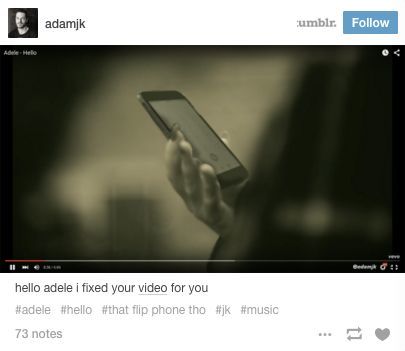 adamjk
tumblr.
Follow
Adele - Hello
vevo
@adamjk
hello adele i fixed your video for you
#adele #hello #that flip phone tho #jk #music
73 notes